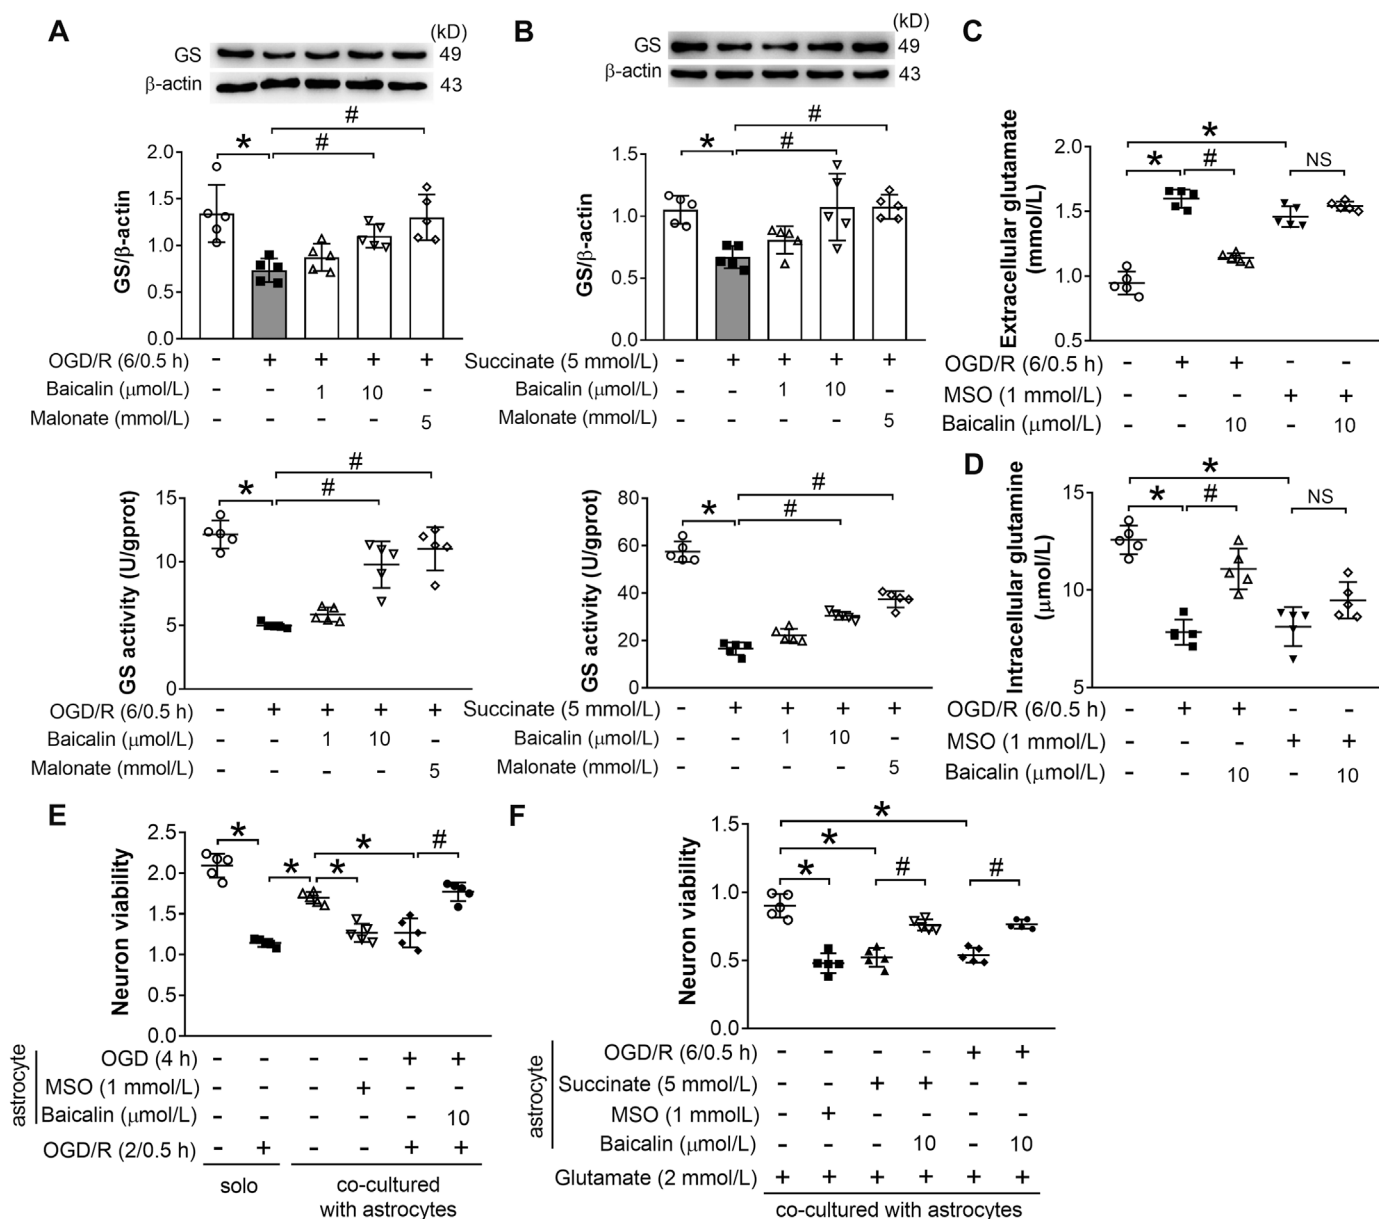 A
(kD)
GS
49
β-actin
43
#
* #
2.0
1.5
1.0
0.5
0.0
GS/β-actin
OGD/R (6/0.5 h) - + + + +
Baicalin (μmol/L) - - 1 10 -
Malonate (mmol/L) - - - - 5
#
* #
15
10
5
0
GS activity (U/gprot)
OGD/R (6/0.5 h) - + + + +
Baicalin (μmol/L) - - 1 10 -
Malonate (mmol/L) - - - - 5
B
(kD)
GS
49
β-actin
43
#
* #
1.5
1.0
0.5
0.0
GS/β-actin
Succinate (5 mmol/L) - + + + +
Baicalin (μmol/L) - - 1 10 -
Malonate (mmol/L) - - - - 5
#
* #
80
60
40
20
0
GS activity (U/gprot)
Succinate (5 mmol/L) - + + + +
Baicalin (μmol/L) - - 1 10 -
Malonate (mmol/L) - - - - 5
C
*
* # NS
2.0
1.5
1.0
0.5
Extracellular glutamate
(mmol/L)
OGD/R (6/0.5 h) - + + - -
MSO (1 mmol/L) - - - + +
Baicalin (μmol/L) - - 10 - 10
D
*
* # NS
15
10
5
Intracellular glutamine
(μmol/L)
OGD/R (6/0.5 h) - + + - -
MSO (1 mmol/L) - - - + +
Baicalin (μmol/L) - - 10 - 10
E
* * * * #
2.5
2.0
1.5
1.0
0.5
0.0
Neuron viability
astrocyte
OGD (4 h) - - - - + +
MSO (1 mmol/L) - - - + - -
Baicalin (μmol/L) - - - - - 10
OGD/R (2/0.5 h) - + - - + +
solo
co-cultured
with astrocytes
F
*
*
* # #
1.5
1.0
0.5
0.0
Neuron viability
astrocyte
OGD/R (6/0.5 h) - - - - + +
Succinate (5 mmol/L) - - + + - -
MSO (1 mmolL) - + - - - -
Baicalin (μmol/L) - - - 10 - 10
Glutamate (2 mmol/L) + + + + + +
co-cultured with astrocytes